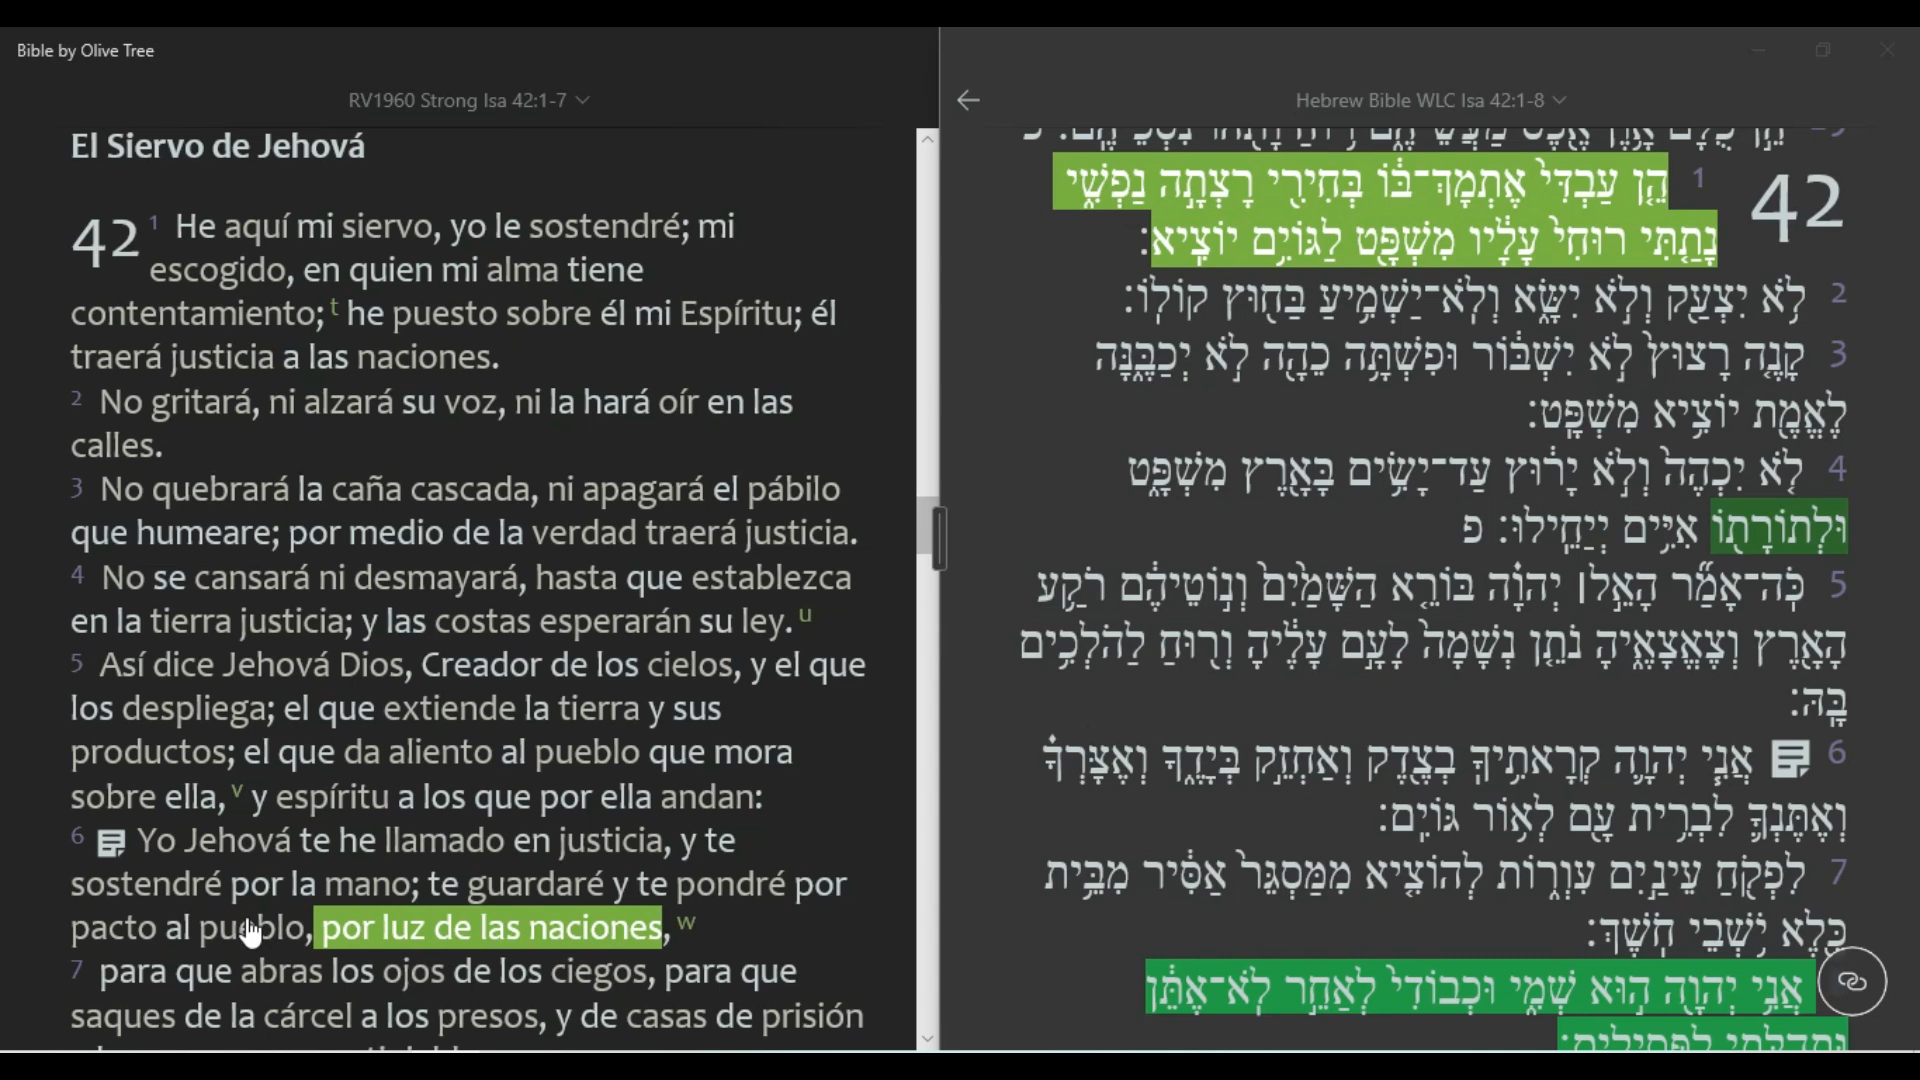 Bible by Olive Tree
RV1960 Strong Isa 42:1-7
El Siervo de Jehová
42 1 He aquí mi siervo, yo le sostendré; mi
escogido, en quien mi alma tiene
contentamiento; t he puesto sobre él mi Espíritu; él
traerá justicia a las naciones.
2 No gritará, ni alzará su voz, ni la hará oír en las
calles.
3 No quebrará la caña cascada, ni apagará el pábilo
que humeare; por medio de la verdad traerá justicia.
4 No se cansará ni desmayará, hasta que establezca
en la tierra justicia; y las costas esperarán su ley. u
5 Así dice Jehová Dios, Creador de los cielos, y el que
los despliega; el que extiende la tierra y sus
productos; el que da aliento al pueblo que mora
sobre ella, v y espíritu a los que por ella andan:
6 Yo Jehová te he llamado en justicia, y te
sostendré por la mano; te guardaré y te pondré por
pacto al pueblo, por luz de las naciones, w
7 para que abras los ojos de los ciegos, para que
saques de la cárcel a los presos, y de casas de prisión
Hebrew Bible WLC Isa 42:1-8
42 1 הֵ֤ן עַבְדִּי֙ אֶתְמָךְ־בּ֔וֹ בְּחִירִ֖י רָצְתָ֣ה נַפְשִׁ֑י
נָתַ֤תִּי רוּחִי֙ עָלָ֔יו מִשְׁפָּ֖ט לַגּוֹיִ֥ם יוֹצִֽיא׃
2 לֹ֥א יִצְעַ֖ק וְלֹ֣א יִשָּׂ֑א וְלֹֽא־יַשְׁמִ֥יעַ בַּח֖וּץ קוֹלֽוֹ׃
3 קָנֶ֤ה רָצוּץ֙ לֹ֣א יִשְׁבּ֔וֹר וּפִשְׁתָּ֥ה כֵהָ֖ה לֹ֣א יְכַבֶּ֑נָּה
לֶאֱמֶ֖ת יוֹצִ֥יא מִשְׁפָּֽט׃
4 לֹ֤א יִכְהֶה֙ וְלֹ֣א יָר֔וּץ עַד־יָשִׂ֥ים בָּאָ֖רֶץ מִשְׁפָּ֑ט
וּלְתוֹרָת֖וֹ אִיִּ֥ים יְיַחֵֽילוּ׃ פ
5 כֹּֽה־אָמַ֞ר הָאֵ֣ל׀ יְהוָ֗ה בּוֹרֵ֤א הַשָּׁמַ֙יִם֙ וְנ֣וֹטֵיהֶ֔ם רֹקַ֥ע
הָאָ֖רֶץ וְצֶאֱצָאֶ֑יהָ נֹתֵ֤ן נְשָׁמָה֙ לָעָ֣ם עָלֶ֔יהָ וְר֖וּחַ לַהֹלְכִ֥ים
בָּֽהּ׃
6 אֲנִ֧י יְהוָ֛ה קְרָאתִ֥יךָֽ בְצֶ֖דֶק וְאַחְזֵ֣ק בְּיָדֶ֑ךָ וְאֶצָּרְךָ֗
וְאֶתֶּנְךָ֛ לִבְרִ֥ית עָ֖ם לְא֥וֹר גּוֹיִֽם׃
7 לִפְקֹ֖חַ עֵינַ֣יִם עִוְר֑וֹת לְהוֹצִ֤יא מִמַּסְגֵּר֙ אַסִּ֔יר מִבֵּ֥ית
כֶּ֖לֶא יֹ֥שְׁבֵי חֹֽשֶׁךְ׃
אֲנִ֥י יְהוָ֖ה ה֣וּא שְׁמִ֑י וּכְבוֹדִי֙ לְאַחֵ֣ר לֹֽא־אֶתֵּ֔ן